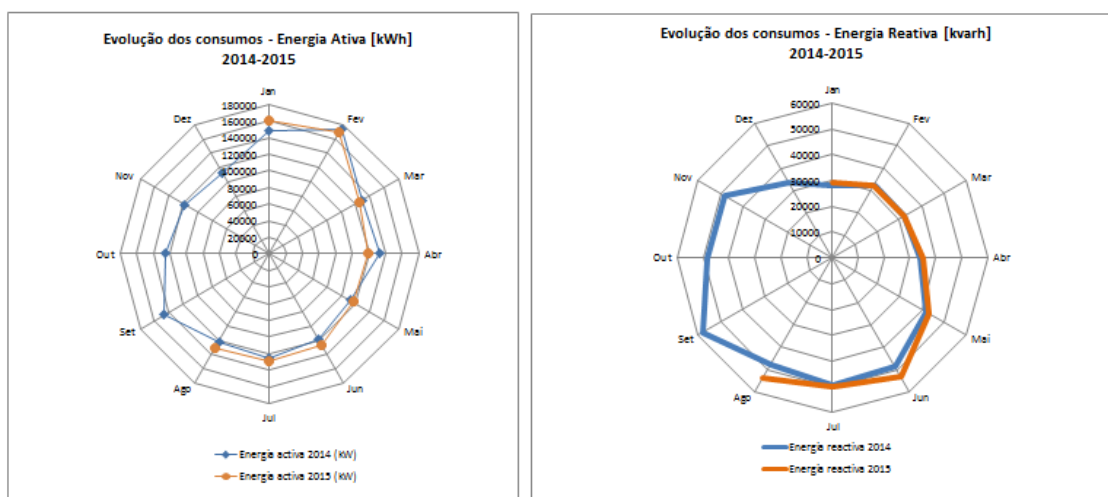 Evolução dos consumos - Energia Ativa [kWh]
2014-2015
Jan
Fev
Mar
Abr
Mai
Jun
Jul
Ago
Set
Out
Nov
Dez
180000
160000
140000
120000
100000
80000
60000
40000
20000
0
Energia activa 2014 (kW)
Energia activa 2015 (kW)
Evolução dos consumos - Energia Reativa [kvarh]
2014-2015
Jan
Fev
Mar
Abr
Mai
Jun
Jul
Ago
Set
Out
Nov
Dez
60000
50000
40000
30000
20000
10000
0
Energia reactiva 2014
Energia reactiva 2015